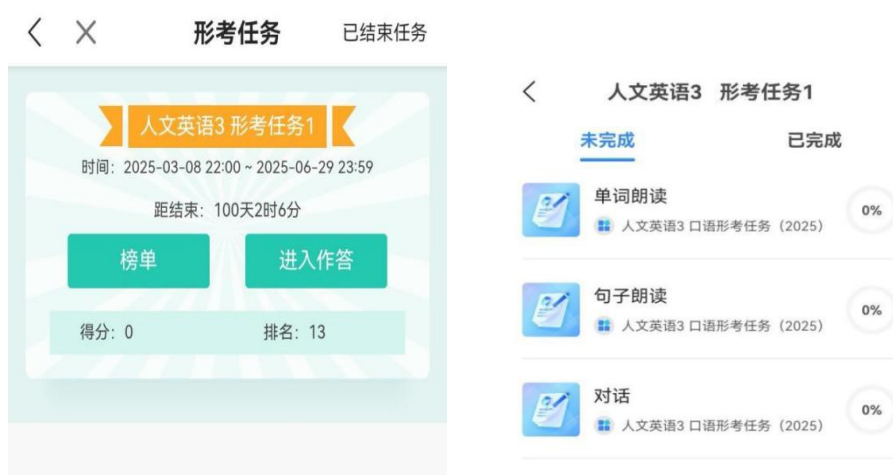 形考任务
已结束任务
人文英语3 形考任务1
时间：2025-03-08 22:00 ~ 2025-06-29 23:59
距结束：100天2时6分
榜单
进入作答
得分：0
排名：13
人文英语3 形考任务1
未完成
已完成
单词朗读
人文英语3 口语形考任务（2025）
0%
句子朗读
人文英语3 口语形考任务（2025）
0%
对话
人文英语3 口语形考任务（2025）
0%